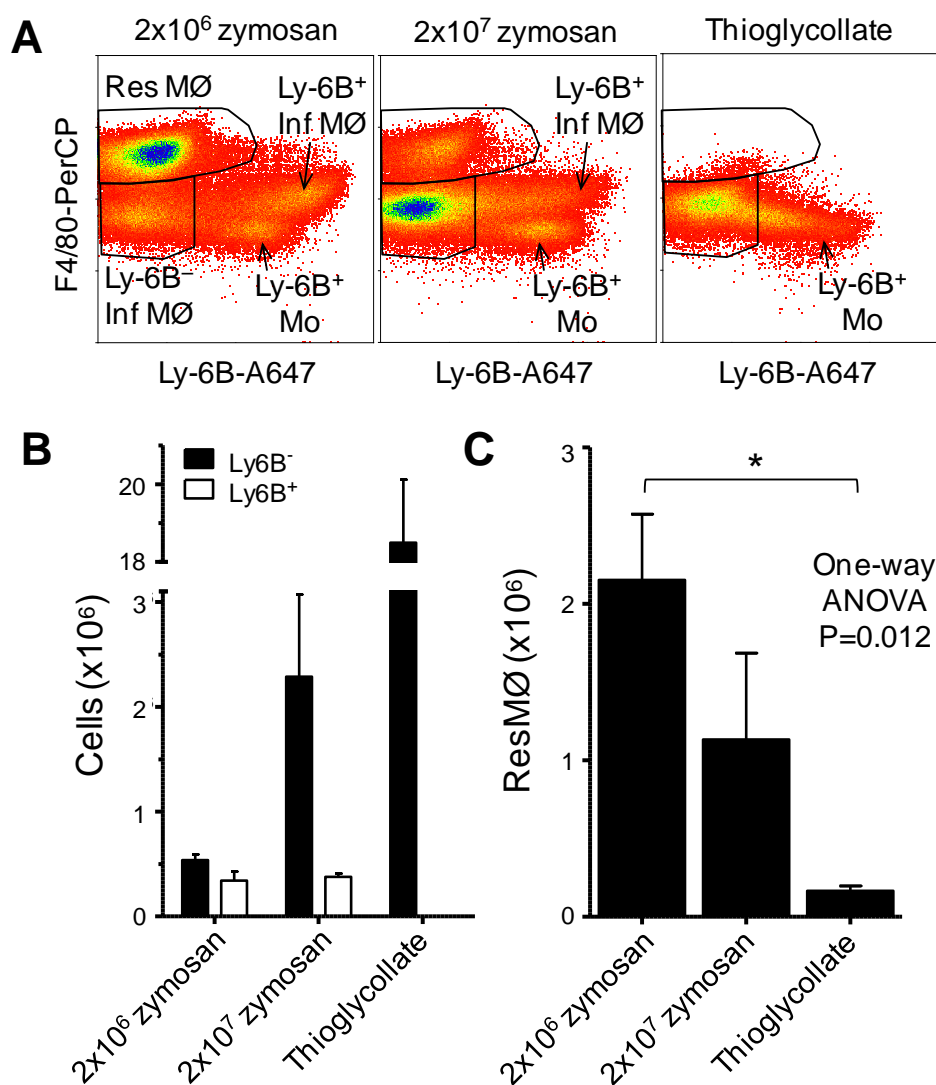 A
2x10⁶ zymosan
2x10⁷ zymosan
Thioglycollate
F4/80-PerCP
Res MØ
Ly-6B⁺
Inf MØ
Ly-6B⁻
Inf MØ
Ly-6B⁺
Mo
Ly-6B⁺
Inf MØ
Ly-6B⁺
Mo
Ly-6B⁺
Mo
Ly-6B-A647
Ly-6B-A647
Ly-6B-A647
B
Ly6B⁻
Ly6B⁺
Cells (x10⁶)
20
18
3
2
1
0
2x10⁶ zymosan
2x10⁷ zymosan
Thioglycollate
C
*
One-way
ANOVA
P=0.012
ResMØ (x10⁶)
3
2
1
0
2x10⁶ zymosan
2x10⁷ zymosan
Thioglycollate